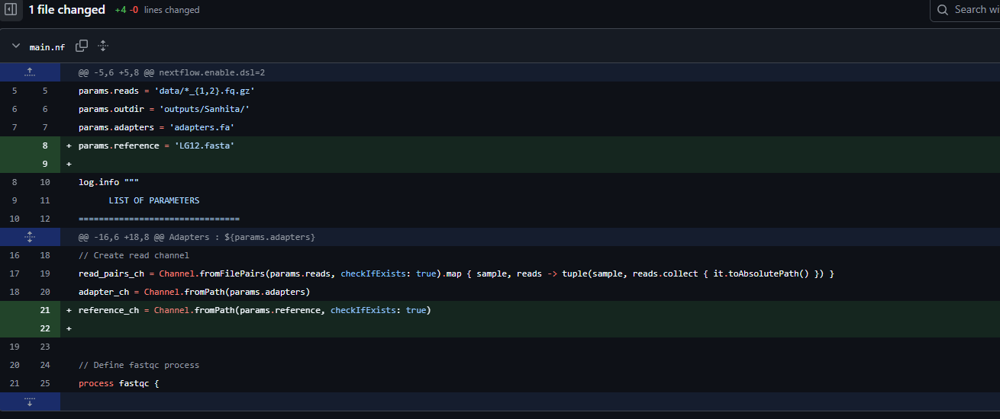 1 file changed +4 -0 lines changed
Search wi
main.nf
@@ -5,6 +5,8 @@ nextflow.enable.dsl=2
5 5 params.reads = 'data/*_{1,2}.fq.gz'
6 6 params.outdir = 'outputs/Sanhita/'
7 7 params.adapters = 'adapters.fa'
8 + params.reference = 'LG12.fasta'
9 +
8 10 log.info """
9 11 LIST OF PARAMETERS
10 12 ================================
@@ -16,6 +18,8 @@ Adapters : ${params.adapters}
16 18 // Create read channel
17 19 read_pairs_ch = Channel.fromFilePairs(params.reads, checkIfExists: true).map { sample, reads -> tuple(sample, reads.collect { it.toAbsolutePath() }) }
18 20 adapter_ch = Channel.fromPath(params.adapters)
21 + reference_ch = Channel.fromPath(params.reference, checkIfExists: true)
22 +
19 23
20 24 // Define fastqc process
21 25 process fastqc {